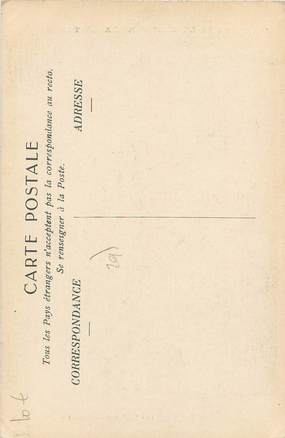 CARTE POSTALE
Tous les Pays étrangers n'acceptent pas la correspondance au recto.
Se renseigner à la Poste.
CORRESPONDANCE
ADRESSE